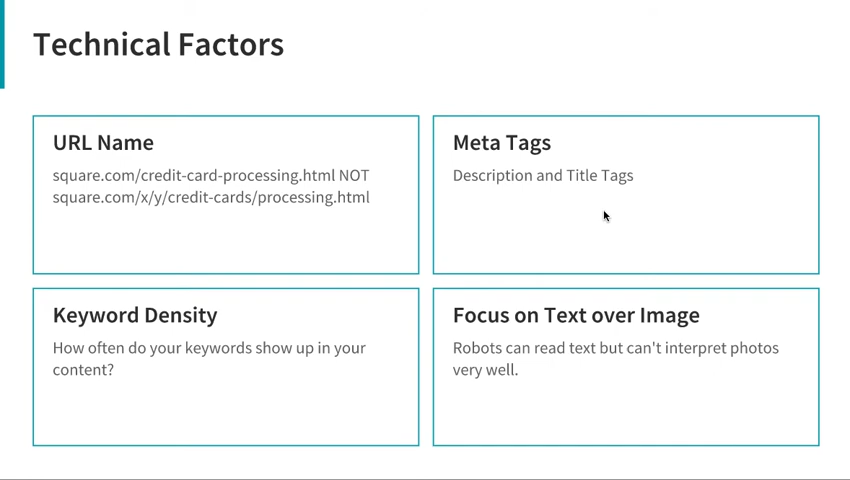 Technical Factors
URL Name
square.com/credit-card-processing.html NOT
square.com/x/y/credit-cards/processing.html
Meta Tags
Description and Title Tags
Keyword Density
How often do your keywords show up in your
content?
Focus on Text over Image
Robots can read text but can't interpret photos
very well.